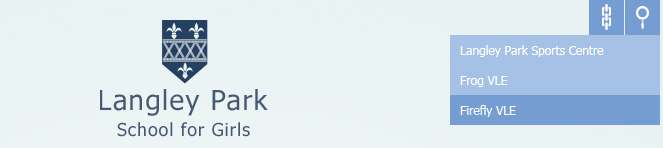 Langley Park
School for Girls
Langley Park Sports Centre
Frog VLE
Firefly VLE